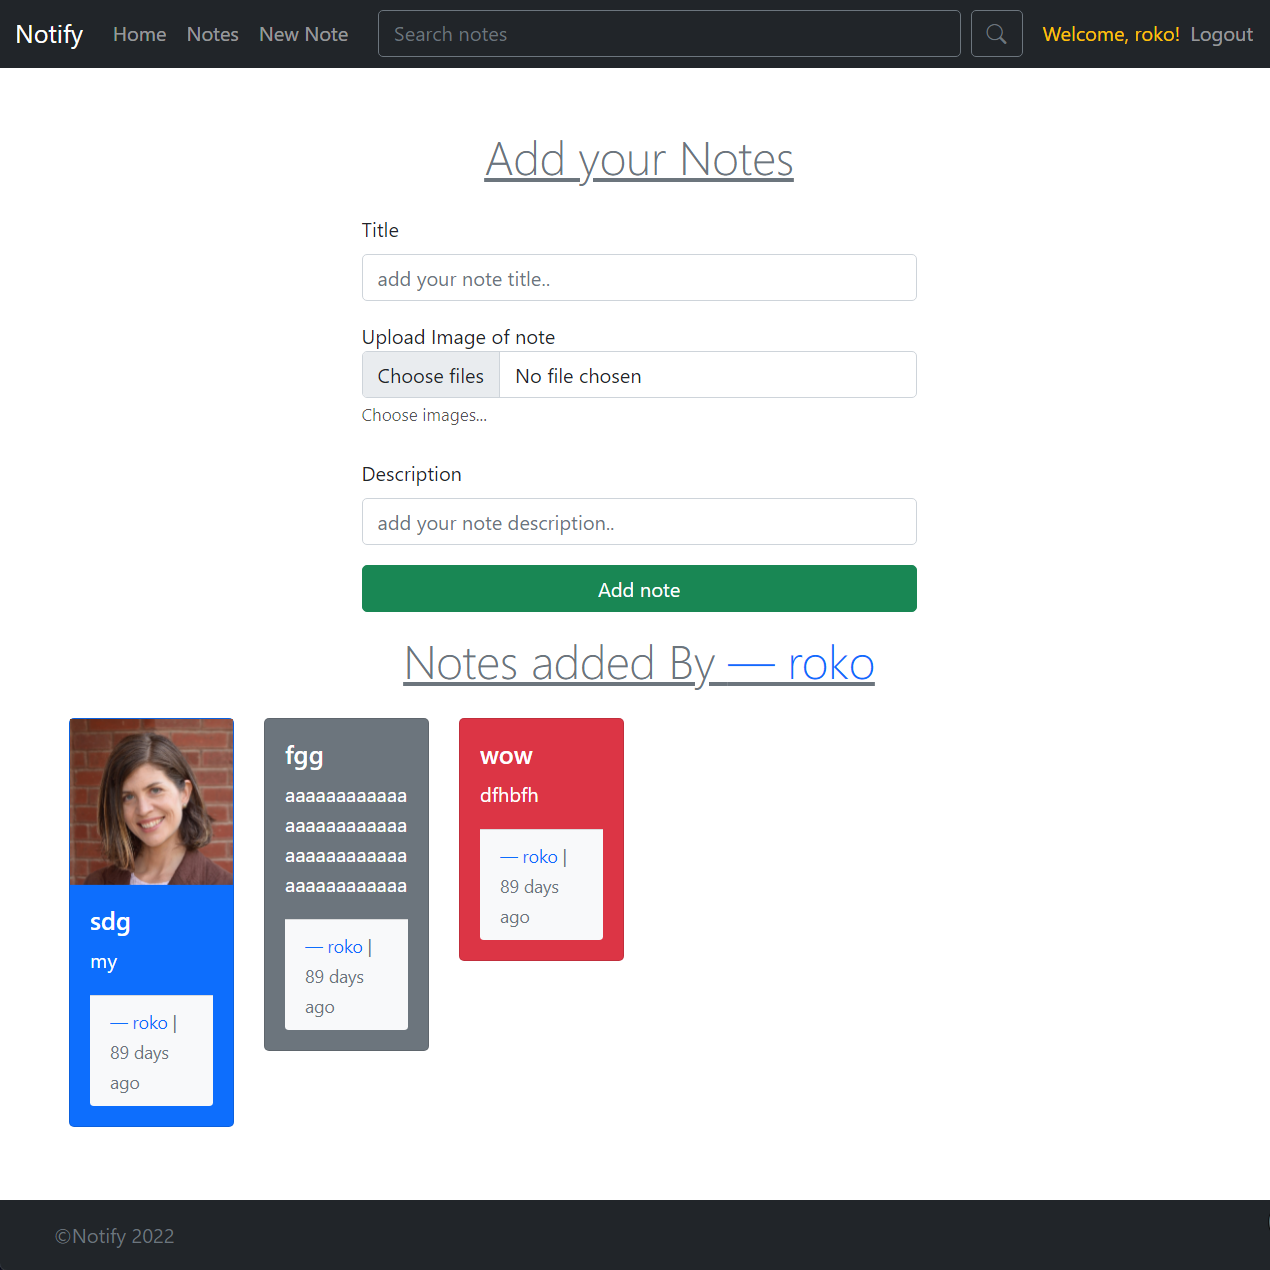 Notify Home Notes New Note Search notes Welcome, roko! Logout
Add your Notes
Title
add your note title..
Upload Image of note
Choose files No file chosen
Choose images...
Description
add your note description..
Add note
Notes added By — roko
sdg
my
— roko |
89 days
ago
fgg
aaaaaaaaaaaa
aaaaaaaaaaaa
aaaaaaaaaaaa
aaaaaaaaaaaa
— roko |
89 days
ago
wow
dfhbfh
— roko |
89 days
ago
©Notify 2022